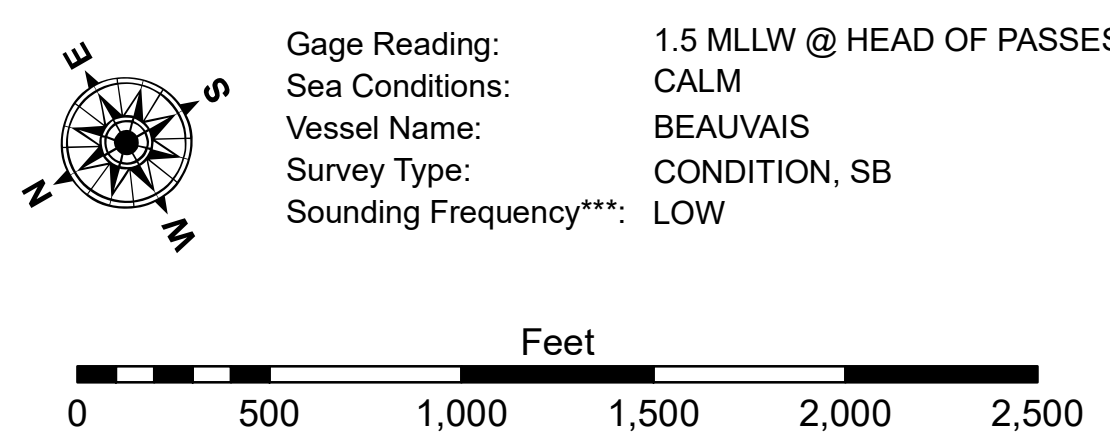 E
S
N
W
Gage Reading: 1.5 MLLW @ HEAD OF PASSES
Sea Conditions: CALM
Vessel Name: BEAUVAIS
Survey Type: CONDITION, SB
Sounding Frequency***: LOW
Feet
0 500 1,000 1,500 2,000 2,500